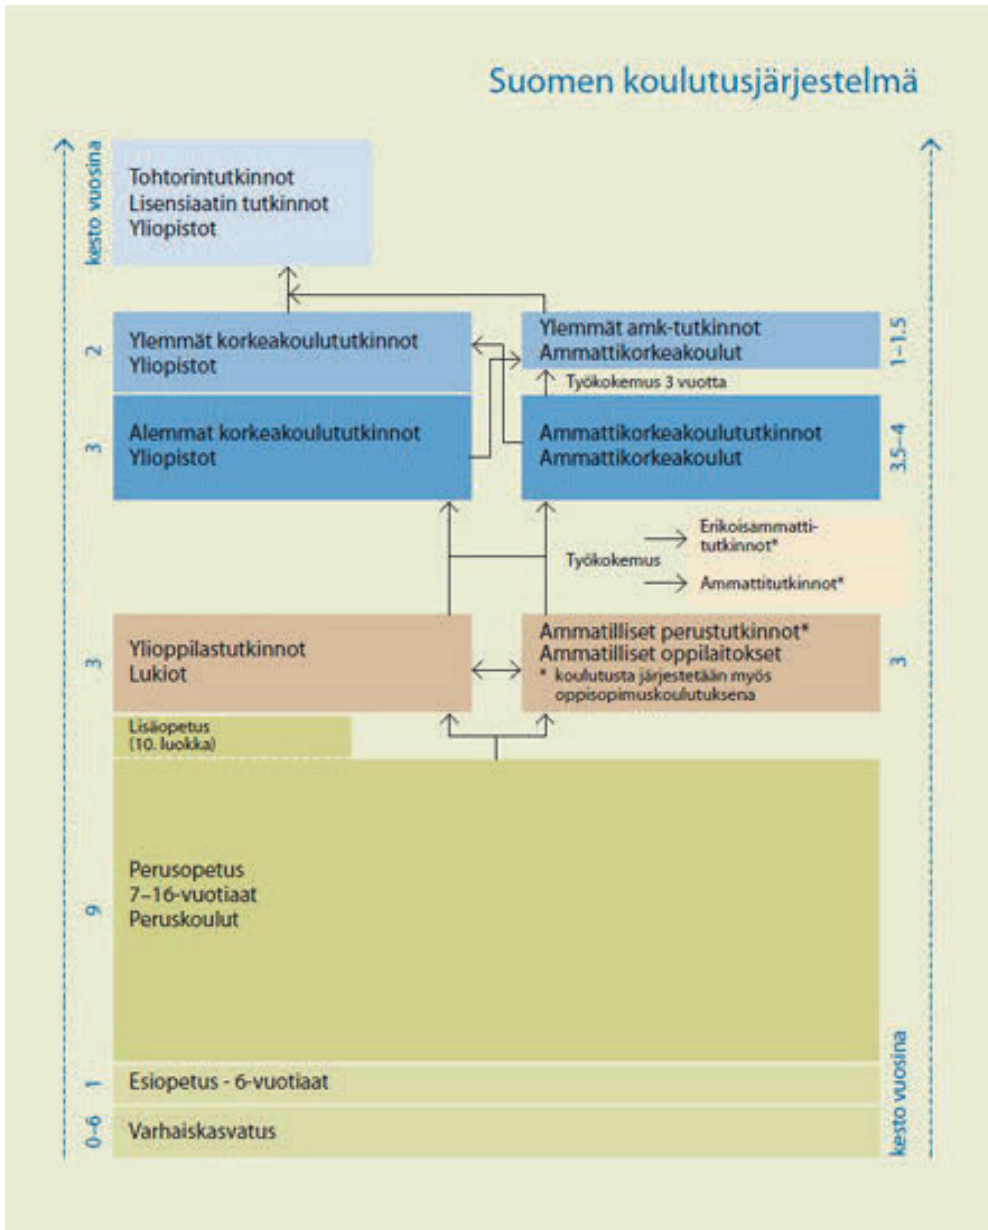 Suomen koulutusjärjestelmä
kesto vuosina
Tohtorintutkinnot
Lisensiaatin tutkinnot
Yliopistot
2
Ylemmät korkeakoulututkinnot
Yliopistot
Ylemmät amk-tutkinnot
Ammattikorkeakoulut
1–1.5
Työkokemus 3 vuotta
3
Alemmat korkeakoulututkinnot
Yliopistot
Ammattikorkeakoulututkinnot
Ammattikorkeakoulut
3.5–4
Työkokemus
Erikoisammatti-
tutkinnot*
Ammattitutkinnot*
3
Ylioppilastutkinnot
Lukiot
Ammatilliset perustutkinnot*
Ammatilliset oppilaitokset
* koulutusta järjestetään myös
oppisopimuskoulutuksena
3
Lisäopetus
(10. luokka)
9
Perusopetus
7–16-vuotiaat
Peruskoulut
1
Esiopetus - 6-vuotiaat
0–6
Varhaiskasvatus
kesto vuosina